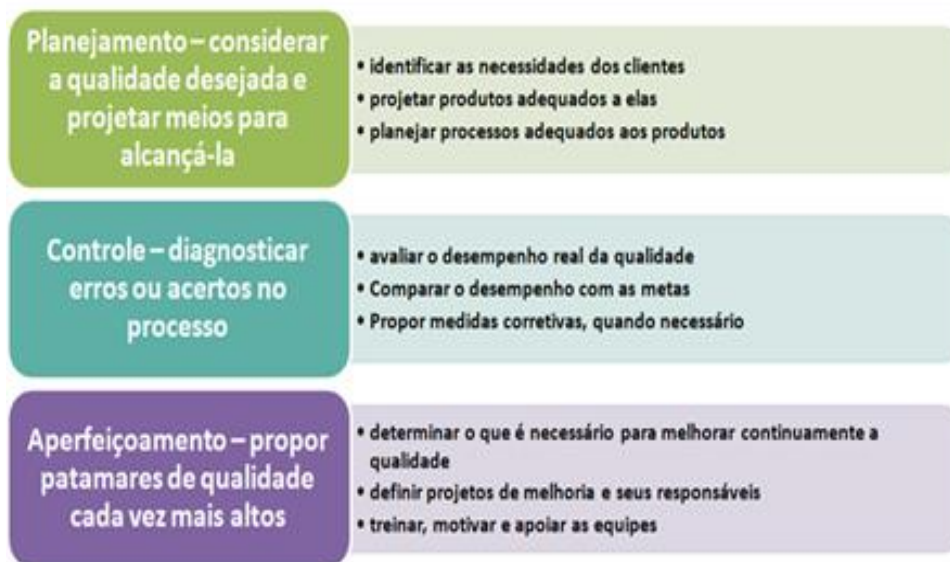 Planejamento – considerar
a qualidade desejada e
projetar meios para
alcançá-la
• identificar as necessidades dos clientes
• projetar produtos adequados a elas
• planejar processos adequados aos produtos
Controle – diagnosticar
erros ou acertos no
processo
• avaliar o desempenho real da qualidade
• Comparar o desempenho com as metas
• Propor medidas corretivas, quando necessário
Aperfeiçoamento – propor
patamares de qualidade
cada vez mais altos
• determinar o que é necessário para melhorar continuamente a
qualidade
• definir projetos de melhoria e seus responsáveis
• treinar, motivar e apoiar as equipes